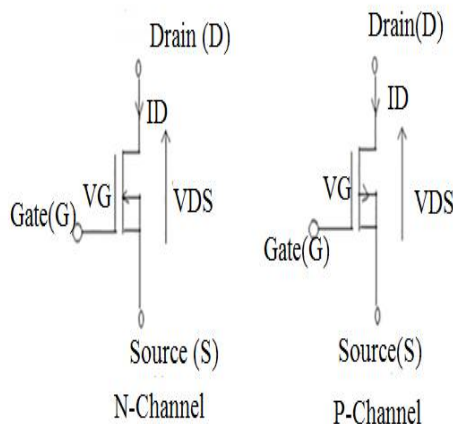 Drain (D)
ID
VG
VDS
Gate(G)
Source (S)
N-Channel
Drain(D)
ID
VG
VDS
Gate(G)
Source(S)
P-Channel